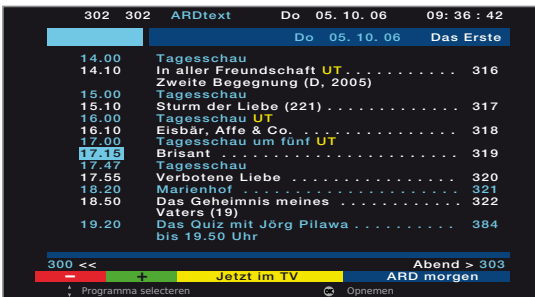 302 302 ARDtext Do 05. 10. 06 09: 36 : 42
Do 05. 10. 06 Das Erste
14.00 Tagesschau
14.10 In aller Freundschaft UT . . . . . . . . . . . 316
Zweite Begegnung (D, 2005)
15.00 Tagesschau
15.10 Sturm der Liebe (221) . . . . . . . . . . . . . 317
16.00 Tagesschau UT
16.10 Eisbär, Affe & Co. . . . . . . . . . . . . . . . 318
17.00 Tagesschau um fünf UT
17.15 Brisant . . . . . . . . . . . . . . . . . . . . 319
17.47 Tagesschau
17.55 Verbotene Liebe . . . . . . . . . . . . . . . . 320
18.20 Marienhof . . . . . . . . . . . . . . . . . . . 321
18.50 Das Geheimnis meines . . . . . . . . . . . 322
Vaters (19)
19.20 Das Quiz mit Jörg Pilawa . . . . . . . . . . 384
bis 19.50 Uhr
300 << Abend > 303
– + Jetzt im TV ARD morgen
Programma selecteren OK Opnemen